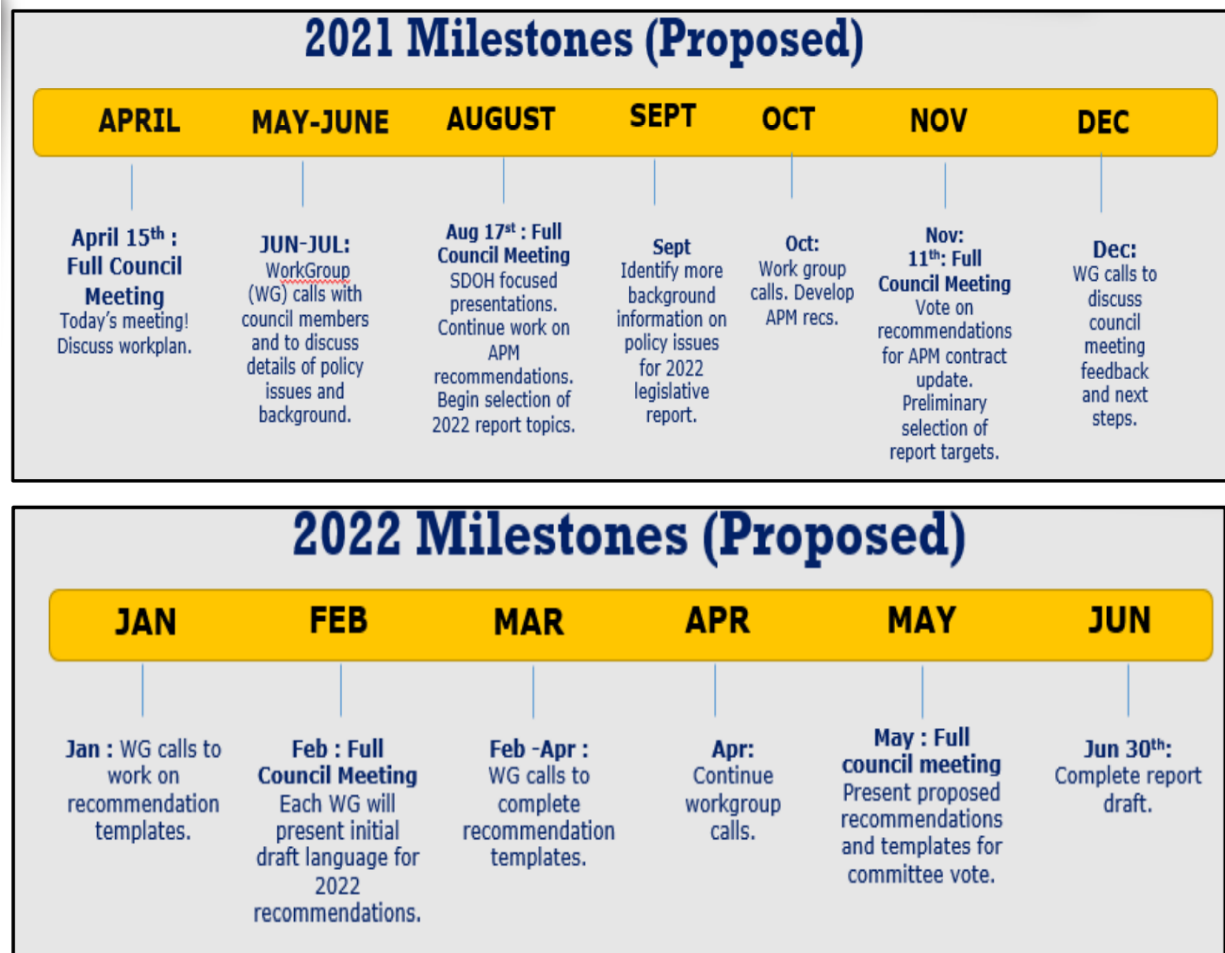 2021 Milestones (Proposed)
APRIL
MAY-JUNE
AUGUST
SEPT
OCT
NOV
DEC
April 15th :
Full Council
Meeting
Today's meeting!
Discuss workplan.
JUN-JUL:
WorkGroup
(WG) calls with
council members
and to discuss
details of policy
issues and
background.
Aug 17st : Full
Council Meeting
SDOH focused
presentations.
Continue work on
APM
recommendations.
Begin selection of
2022 report topics.
Sept
Identify more
background
information on
policy issues
for 2022
legislative
report.
Oct:
Work group
calls. Develop
APM recs.
Nov:
11th: Full
Council Meeting
Vote on
recommendations
for APM contract
update.
Preliminary
selection of
report targets.
Dec:
WG calls to
discuss
council
meeting
feedback
and next
steps.
2022 Milestones (Proposed)
JAN
FEB
MAR
APR
MAY
JUN
Jan : WG calls to
work on
recommendation
templates.
Feb : Full
Council Meeting
Each WG will
present initial
draft language for
2022
recommendations.
Feb -Apr :
WG calls to
complete
recommendation
templates.
Apr:
Continue
workgroup
calls.
May : Full
council meeting
Present proposed
recommendations
and templates for
committee vote.
Jun 30th:
Complete report
draft.